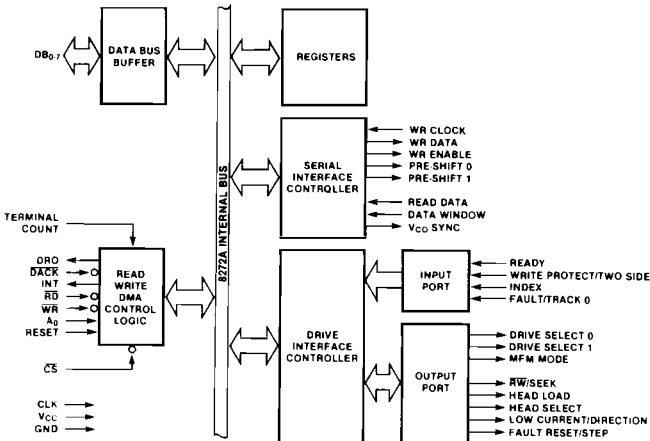 DB0-7
DATA BUS
BUFFER
REGISTERS
8272A INTERNAL BUS
SERIAL
INTERFACE
CONTROLLER
WR CLOCK
WR DATA
WR ENABLE
PRE-SHIFT 0
PRE-SHIFT 1
READ DATA
DATA WINDOW
VCO SYNC
TERMINAL
COUNT
DRQ
DACK
INT
RD
WR
A0
RESET
CS
READ
WRITE
DMA
CONTROL
LOGIC
DRIVE
INTERFACE
CONTROLLER
INPUT
PORT
READY
WRITE PROTECT/TWO SIDE
INDEX
FAULT/TRACK 0
OUTPUT
PORT
DRIVE SELECT 0
DRIVE SELECT 1
MFM MODE
RW/SEEK
HEAD LOAD
HEAD SELECT
LOW CURRENT/DIRECTION
FAULT RESET/STEP
CLK
VCC
GND